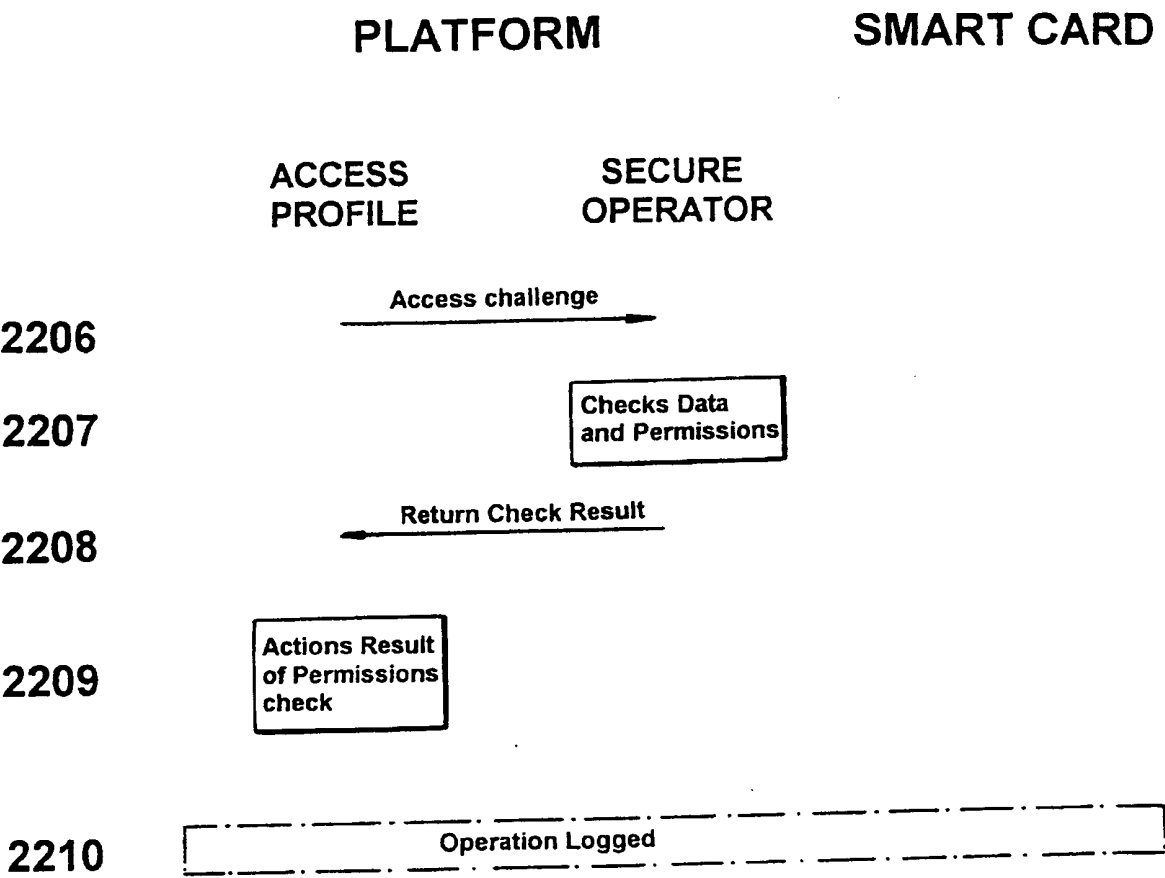 PLATFORM SMART CARD
ACCESS
PROFILE
SECURE
OPERATOR
2206
Access challenge
2207
Checks Data
and Permissions
2208
Return Check Result
2209
Actions Result
of Permissions
check
2210
Operation Logged